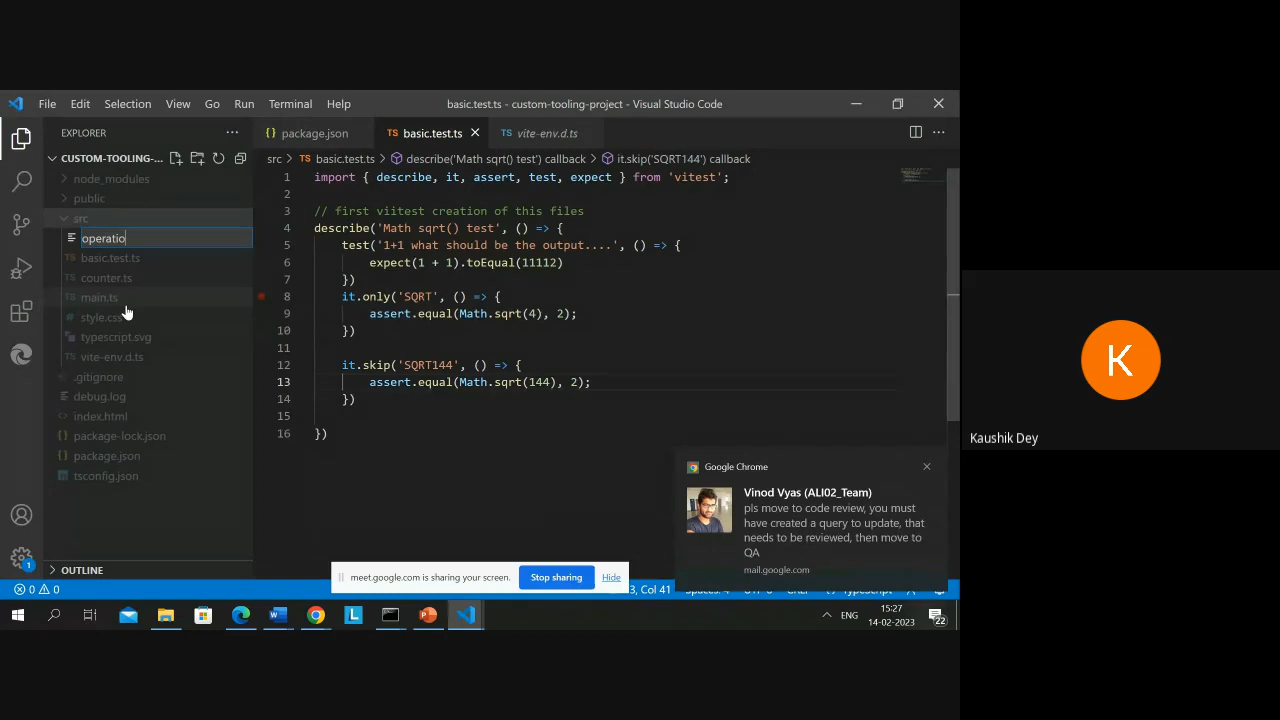 File Edit Selection View Go Run Terminal Help
basic.test.ts - custom-tooling-project - Visual Studio Code
EXPLORER
CUSTOM-TOOLING-...
node_modules
public
src
operatio
basic.test.ts
counter.ts
main.ts
style.css
typescript.svg
vite-env.d.ts
.gitignore
debug.log
index.html
package-lock.json
package.json
tsconfig.json
OUTLINE
{} package.json
TS basic.test.ts
TS vite-env.d.ts
src > TS basic.test.ts > describe('Math sqrt() test') callback > it.skip('SQRT144') callback
1 import { describe, it, assert, test, expect } from 'vitest';
2
3 // first viitest creation of this files
4 describe('Math sqrt() test', () => {
5 test('1+1 what should be the output....', () => {
6 expect(1 + 1).toEqual(11112)
7 })
8 it.only('SQRT', () => {
9 assert.equal(Math.sqrt(4), 2);
10 })
11
12 it.skip('SQRT144', () => {
13 assert.equal(Math.sqrt(144), 2);
14 })
15
16 })
Google Chrome
Vinod Vyas (ALI02_Team)
pls move to code review, you must
have created a query to update, that
needs to be reviewed, then move to
QA
mail.google.com
meet.google.com is sharing your screen.
Stop sharing
Hide
0 0
3, Col 41
ENG
15:27
14-02-2023
22
K
Kaushik Dey